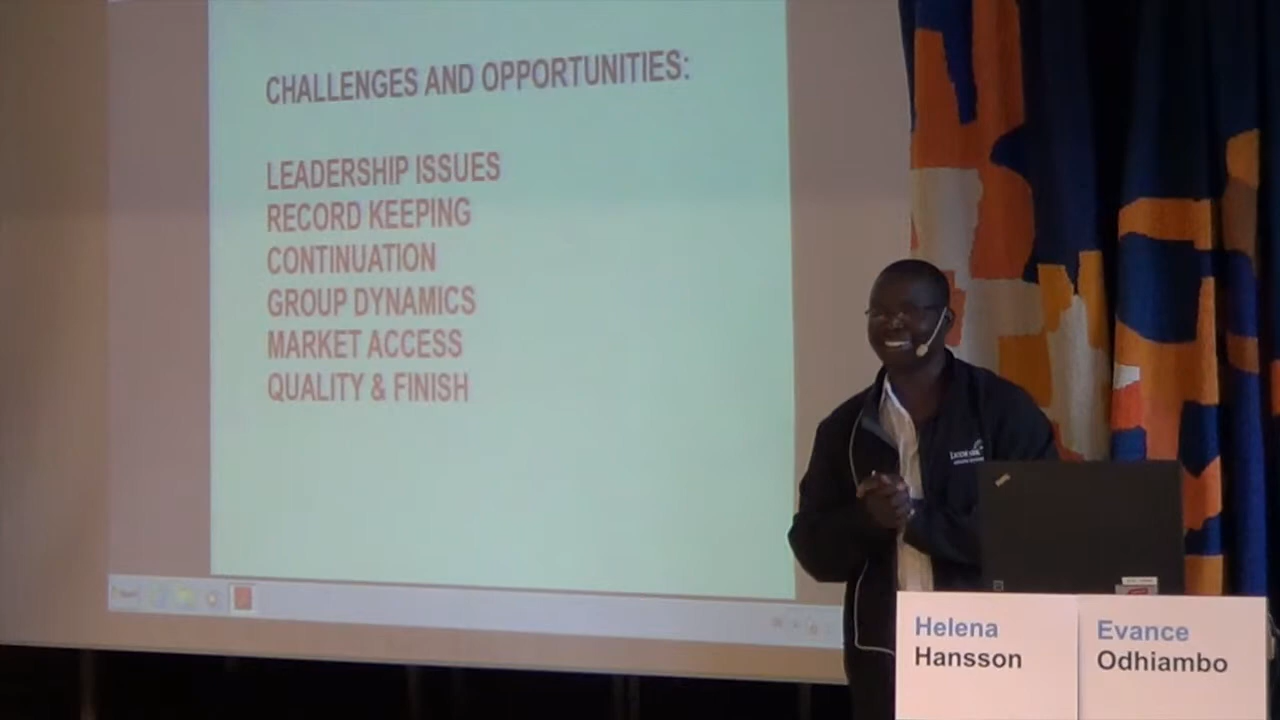 CHALLENGES AND OPPORTUNITIES:
LEADERSHIP ISSUES
RECORD KEEPING
CONTINUATION
GROUP DYNAMICS
MARKET ACCESS
QUALITY & FINISH
Helena
Hansson
Evance
Odhiambo